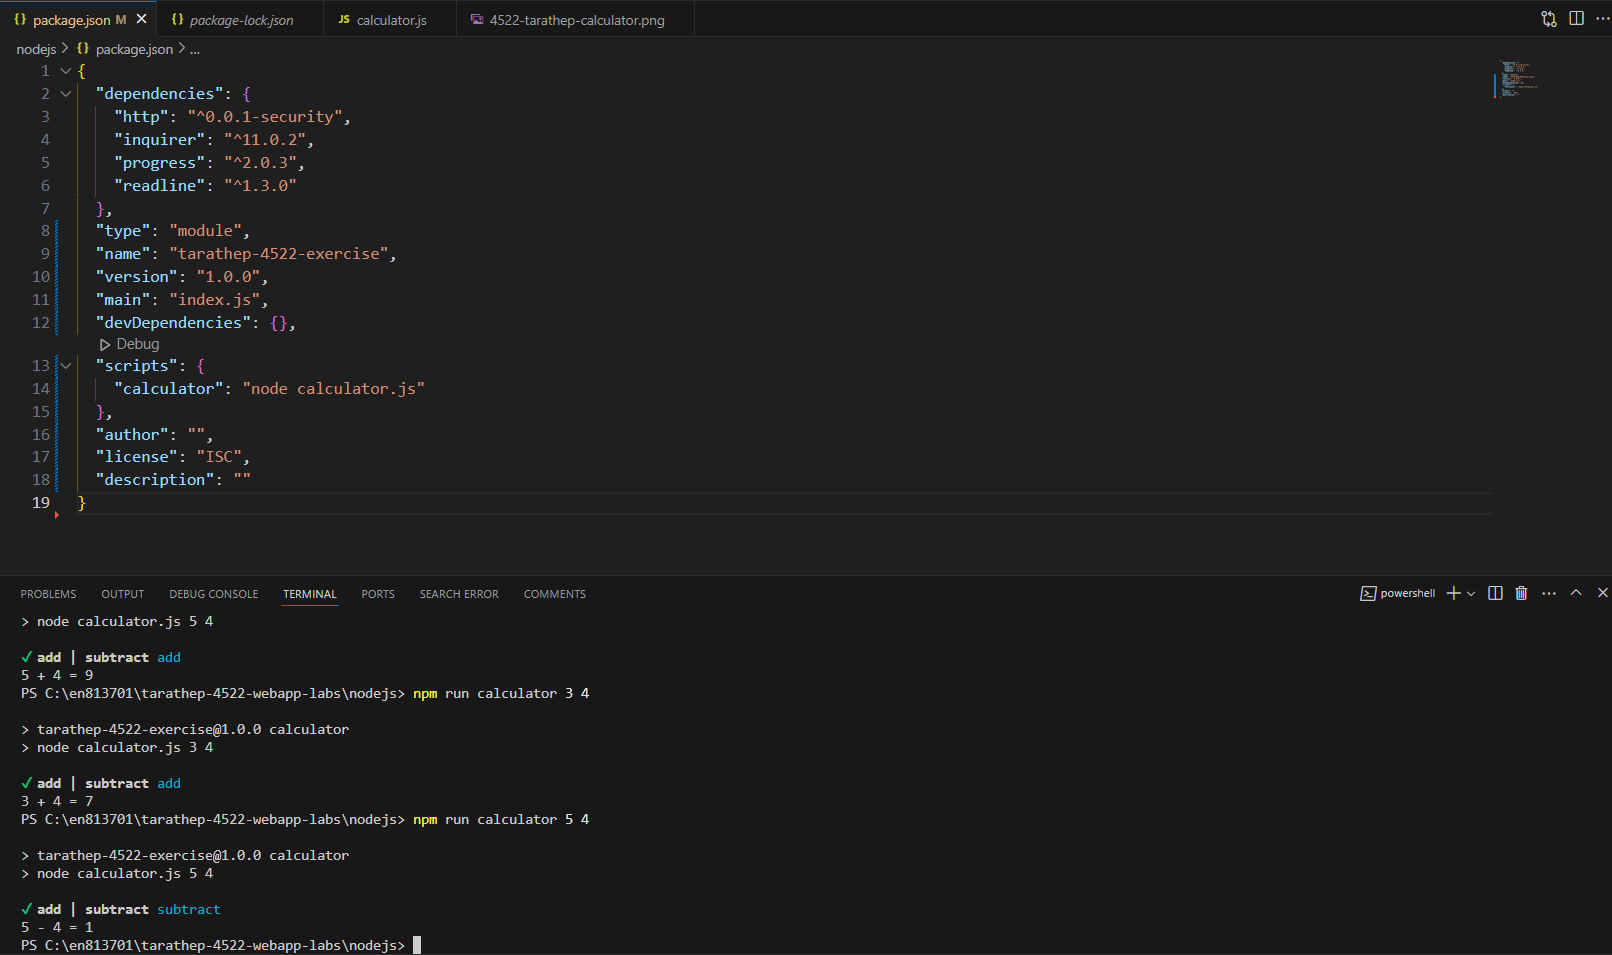 {} package.json M ✕ {} package-lock.json JS calculator.js 4522-tarathep-calculator.png ...
nodejs > {} package.json > ...
1 {
2 "dependencies": {
3 "http": "^0.0.1-security",
4 "inquirer": "^11.0.2",
5 "progress": "^2.0.3",
6 "readline": "^1.3.0"
7 },
8 "type": "module",
9 "name": "tarathep-4522-exercise",
10 "version": "1.0.0",
11 "main": "index.js",
12 "devDependencies": {},
Debug
13 "scripts": {
14 "calculator": "node calculator.js"
15 },
16 "author": "",
17 "license": "ISC",
18 "description": ""
19 }
PROBLEMS OUTPUT DEBUG CONSOLE TERMINAL PORTS SEARCH ERROR COMMENTS powershell
> node calculator.js 5 4
✓ add | subtract add
5 + 4 = 9
PS C:\en813701\tarathep-4522-webapp-labs\nodejs> npm run calculator 3 4
> tarathep-4522-exercise@1.0.0 calculator
> node calculator.js 3 4
✓ add | subtract add
3 + 4 = 7
PS C:\en813701\tarathep-4522-webapp-labs\nodejs> npm run calculator 5 4
> tarathep-4522-exercise@1.0.0 calculator
> node calculator.js 5 4
✓ add | subtract subtract
5 - 4 = 1
PS C:\en813701\tarathep-4522-webapp-labs\nodejs>